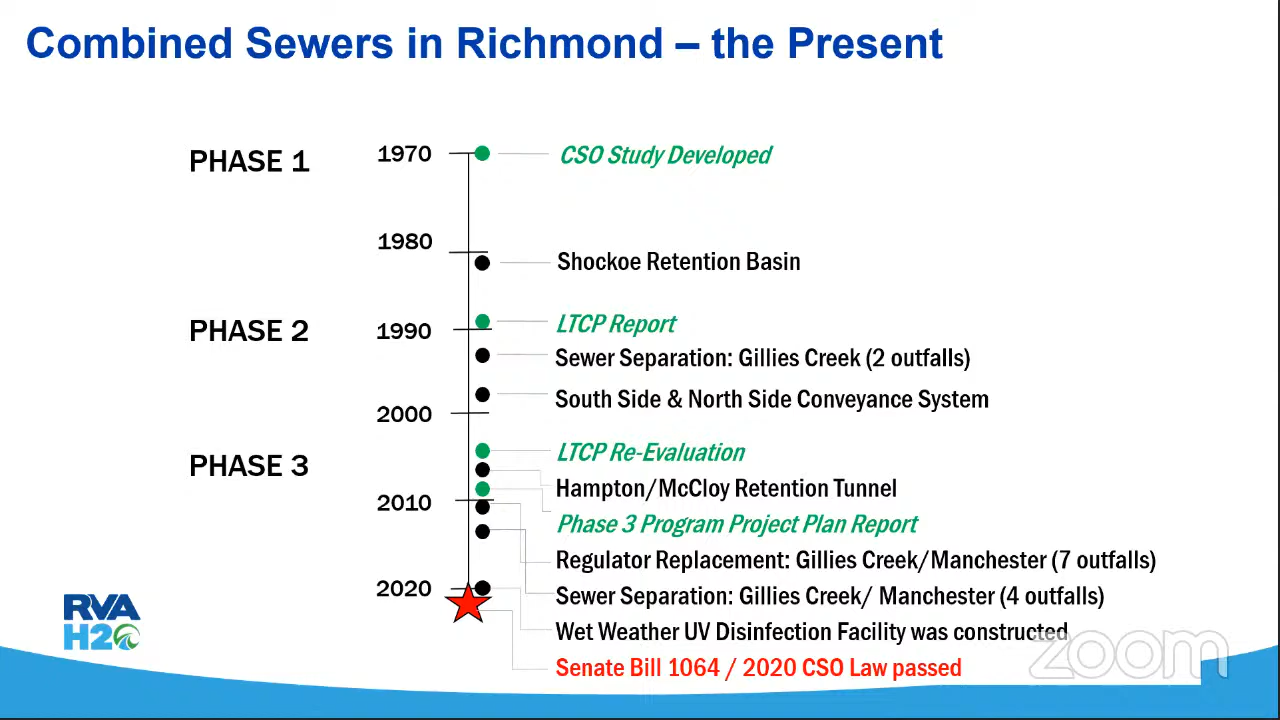 Combined Sewers in Richmond – the Present
PHASE 1
1970
CSO Study Developed
1980
Shockoe Retention Basin
PHASE 2
LTCP Report
1990
Sewer Separation: Gillies Creek (2 outfalls)
South Side & North Side Conveyance System
2000
PHASE 3
LTCP Re-Evaluation
Hampton/McCloy Retention Tunnel
2010
Phase 3 Program Project Plan Report
Regulator Replacement: Gillies Creek/Manchester (7 outfalls)
2020
Sewer Separation: Gillies Creek/ Manchester (4 outfalls)
Wet Weather UV Disinfection Facility was constructed
Senate Bill 1064 / 2020 CSO Law passed
RVA
H2O
zoom